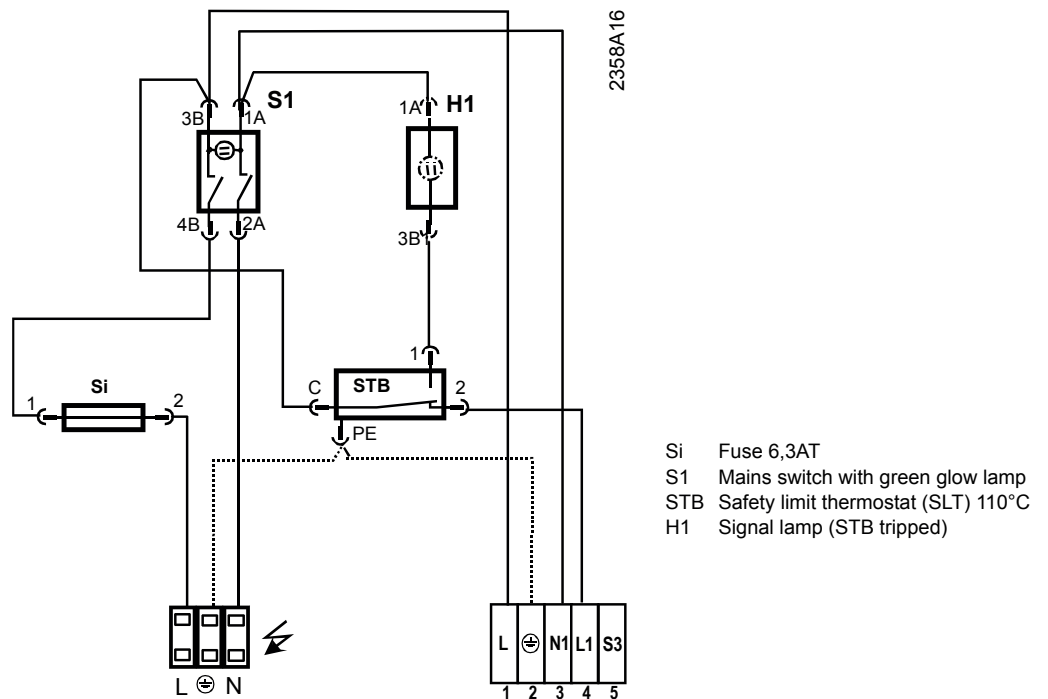 2358A16
S1
H1
3B
1A
1A
4B
2A
3B
1
Si
1
2
C
STB
2
PE
Si Fuse 6,3AT
S1 Mains switch with green glow lamp
STB Safety limit thermostat (SLT) 110°C
H1 Signal lamp (STB tripped)
L N1 L1 S3
L N
1 2 3 4 5